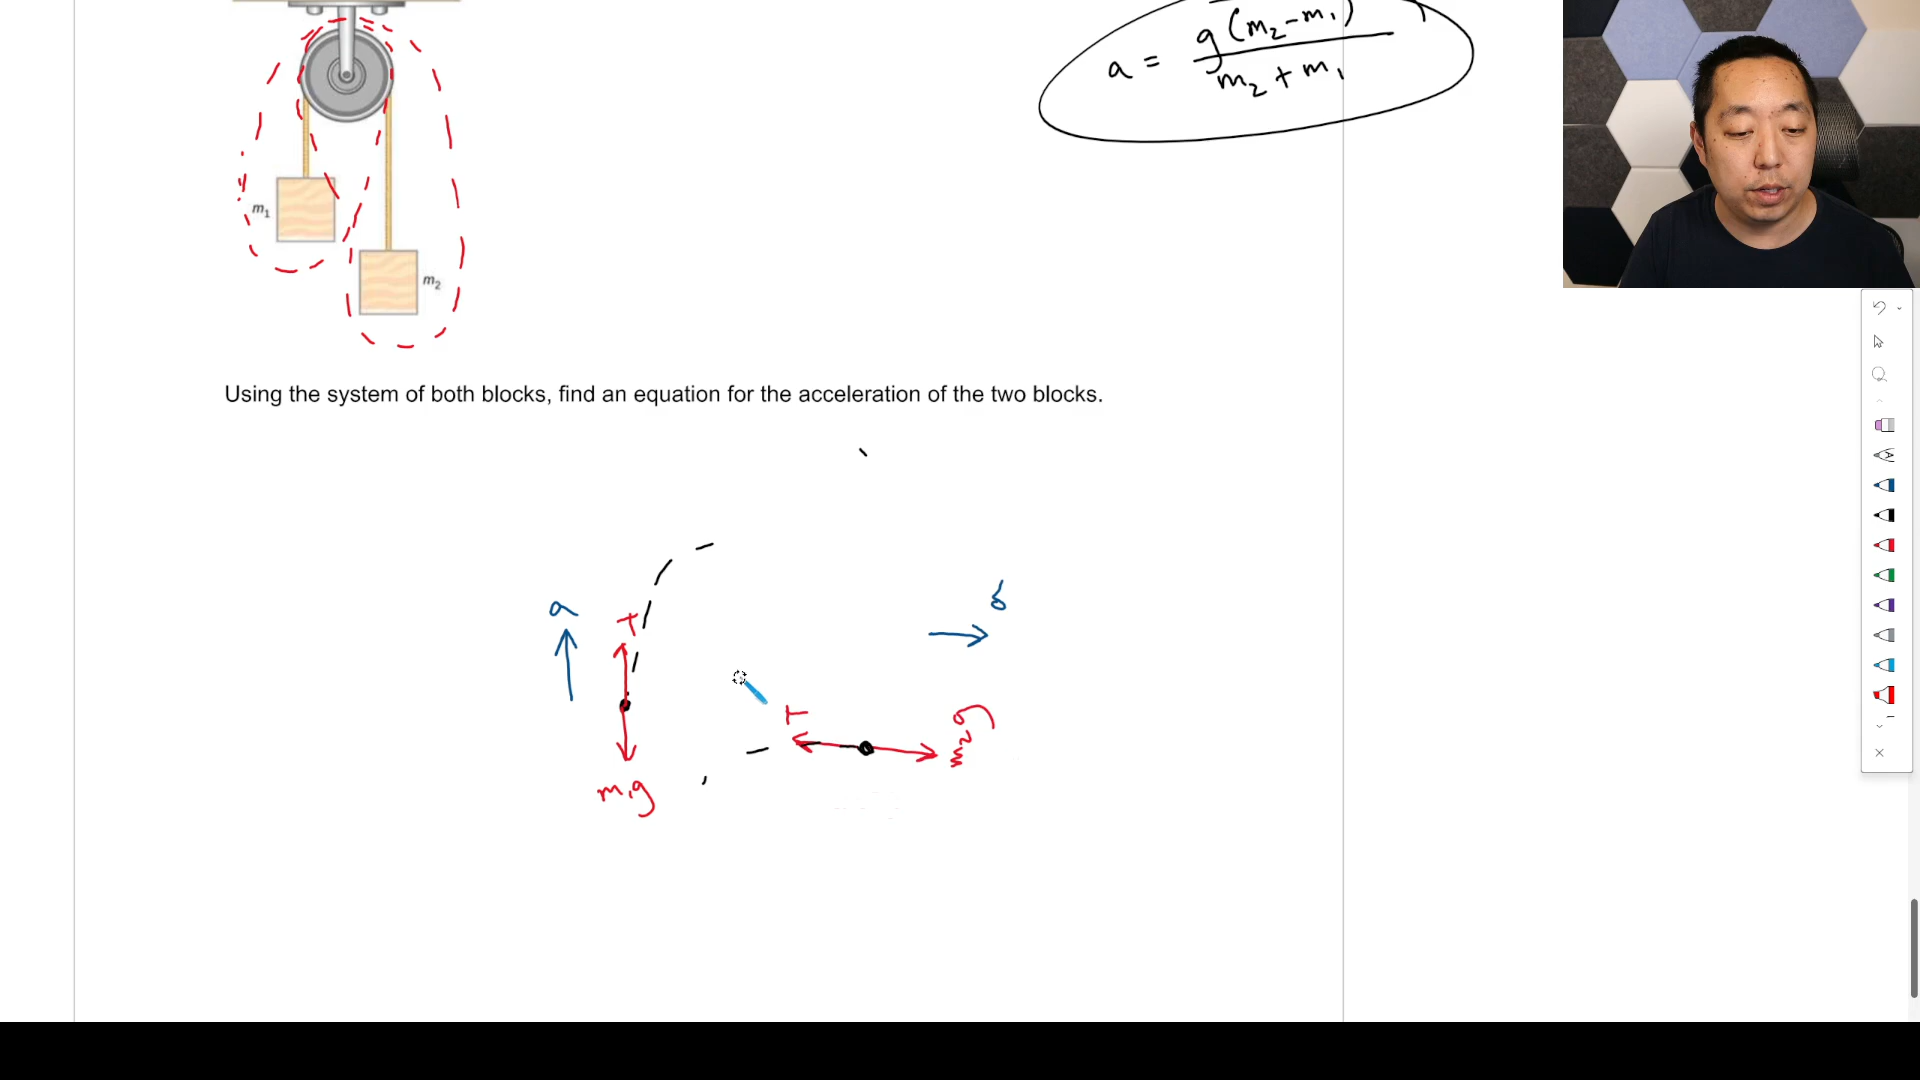 a = g(m₂-m₁)
m₂+m₁
m₁
m₂
Using the system of both blocks, find an equation for the acceleration of the two blocks.
a
T
T
m₂g
m₁g